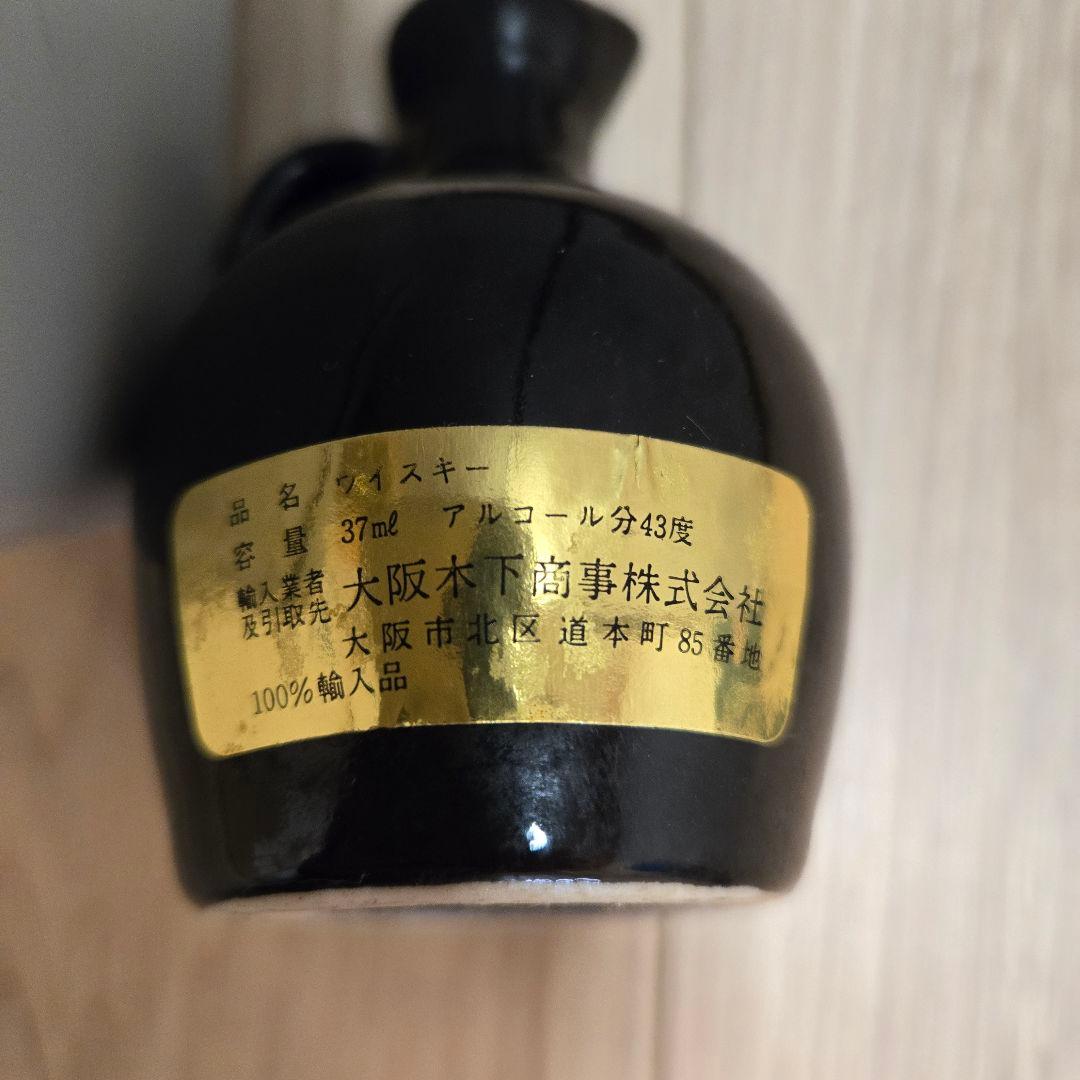 品名 ウイスキー
容量 37ml アルコール分43度
輸入業者及引取先 大阪木下商事株式会社
大阪市北区道本町85番地
100%輸入品